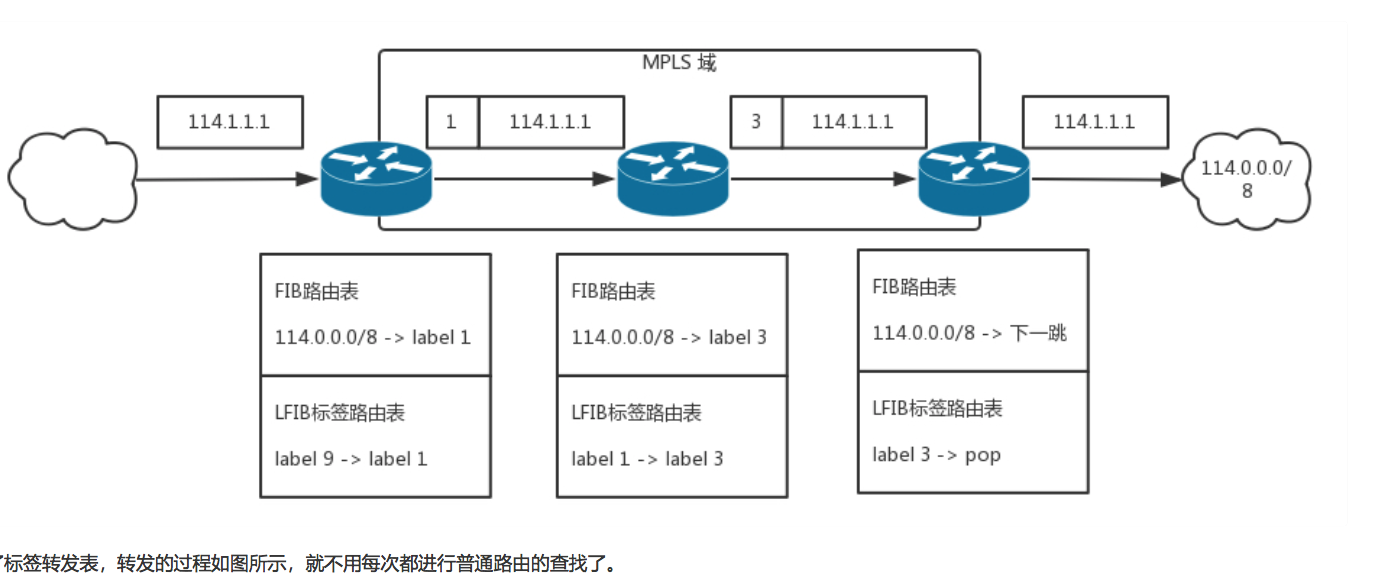 MPLS 域
114.1.1.1
1
114.1.1.1
3
114.1.1.1
114.1.1.1
114.0.0.0/
8
FIB路由表
114.0.0.0/8 -> label 1
LFIB标签路由表
label 9 -> label 1
FIB路由表
114.0.0.0/8 -> label 3
LFIB标签路由表
label 1 -> label 3
FIB路由表
114.0.0.0/8 -> 下一跳
LFIB标签路由表
label 3 -> pop
标签转发表，转发的过程如图所示，就不用每次都进行普通路由的查找了。